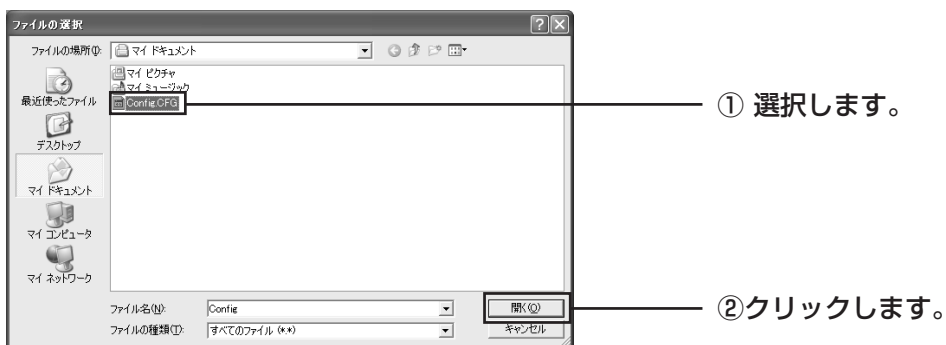 ファイルの選択
ファイルの場所(I):
マイ ドキュメント
最近使ったファイル
デスクトップ
マイ ドキュメント
マイ コンピュータ
マイ ネットワーク
マイ ピクチャ
マイ ミュージック
Config.CFG
ファイル名(N):
Config
開く(O)
ファイルの種類(T):
すべてのファイル (*.*)
キャンセル
① 選択します。
②クリックします。